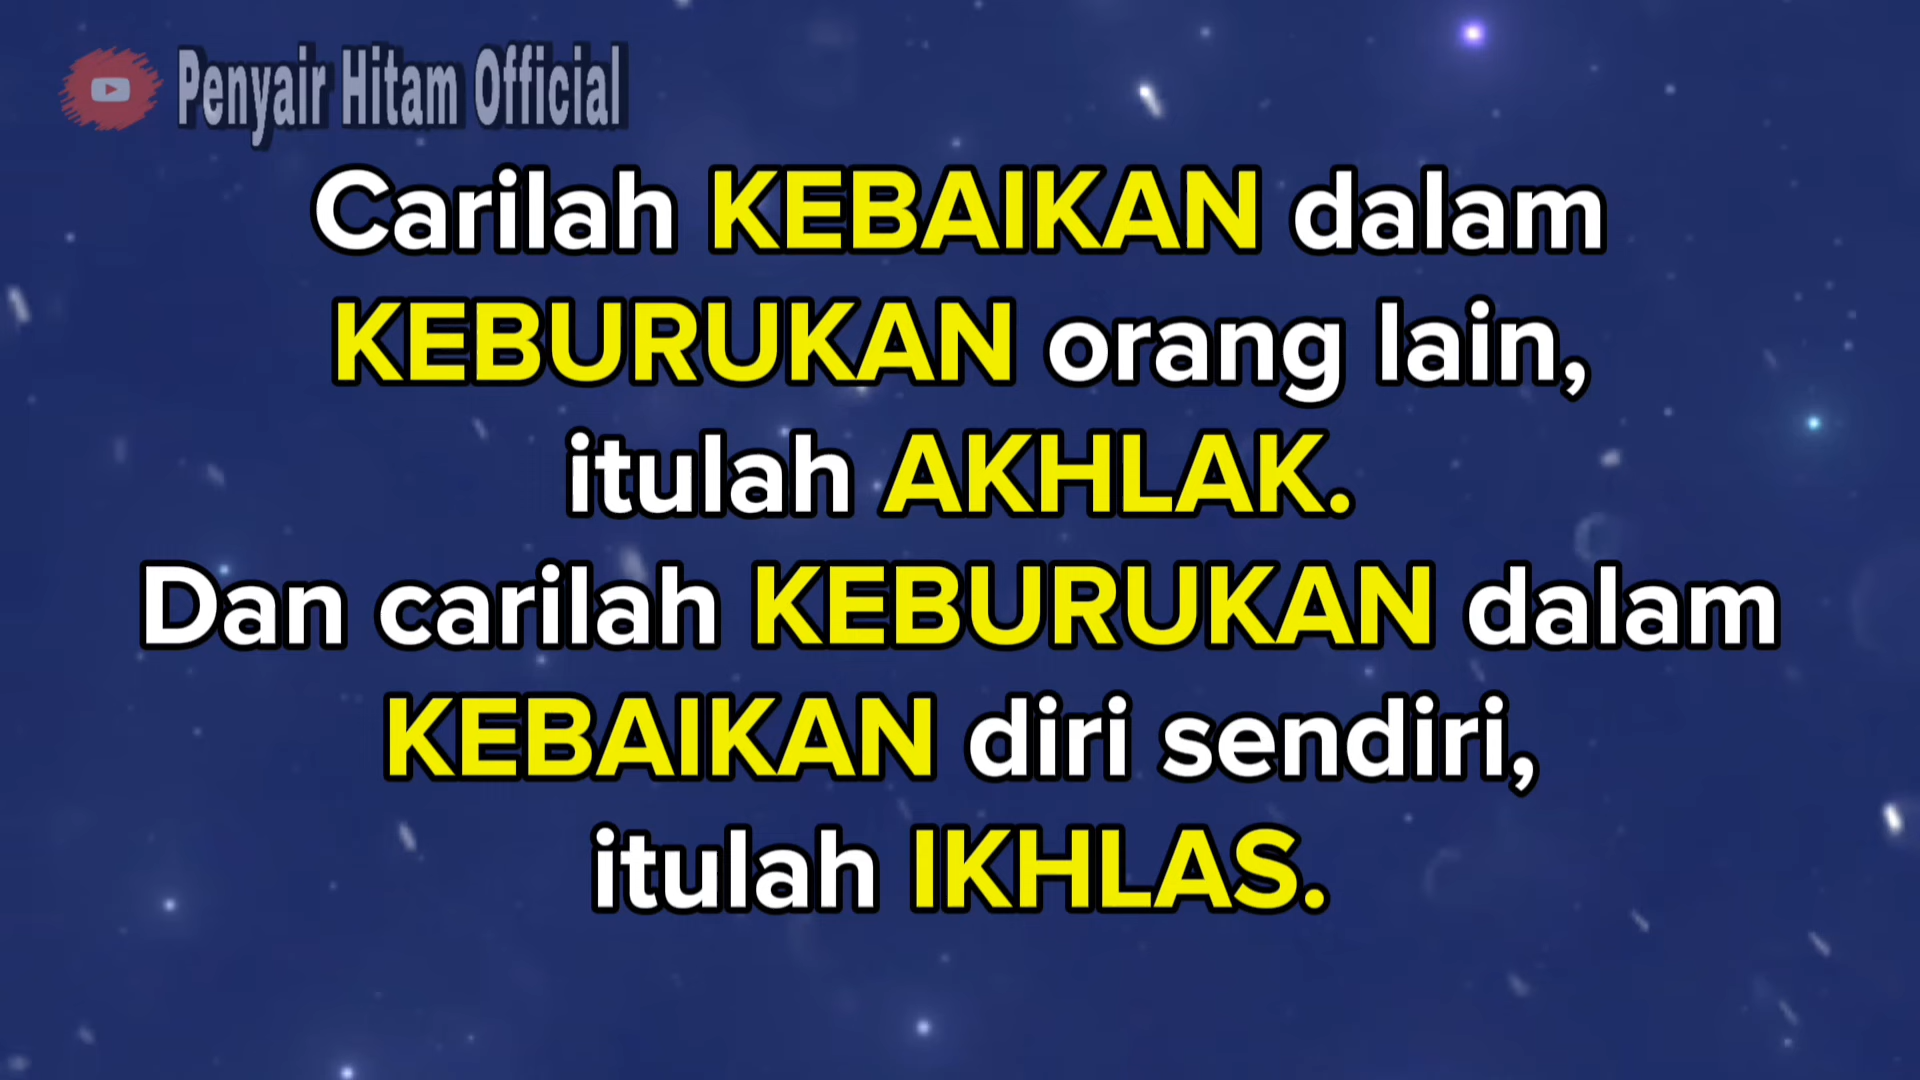 Penyair Hitam Official
Carilah KEBAIKAN dalam
KEBURUKAN orang lain,
itulah AKHLAK.
Dan carilah KEBURUKAN dalam
KEBAIKAN diri sendiri,
itulah IKHLAS.